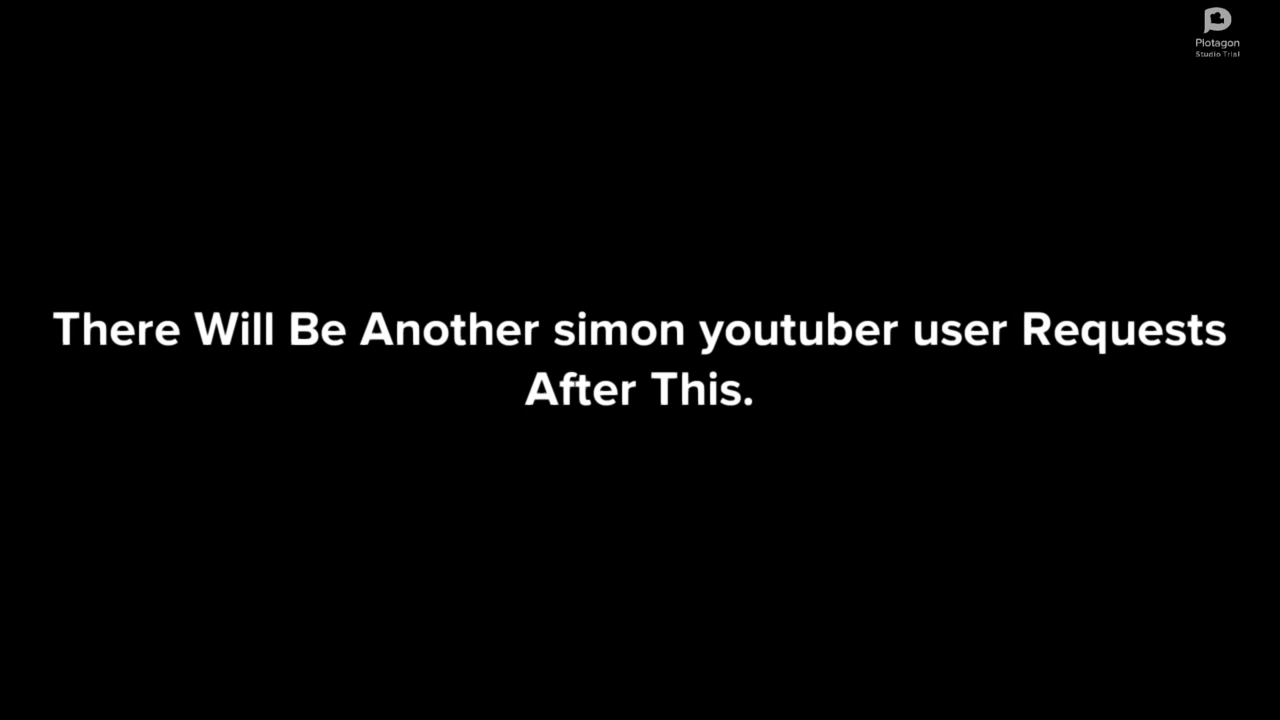 Plotagon
Studio Trial
There Will Be Another simon youtuber user Requests
After This.